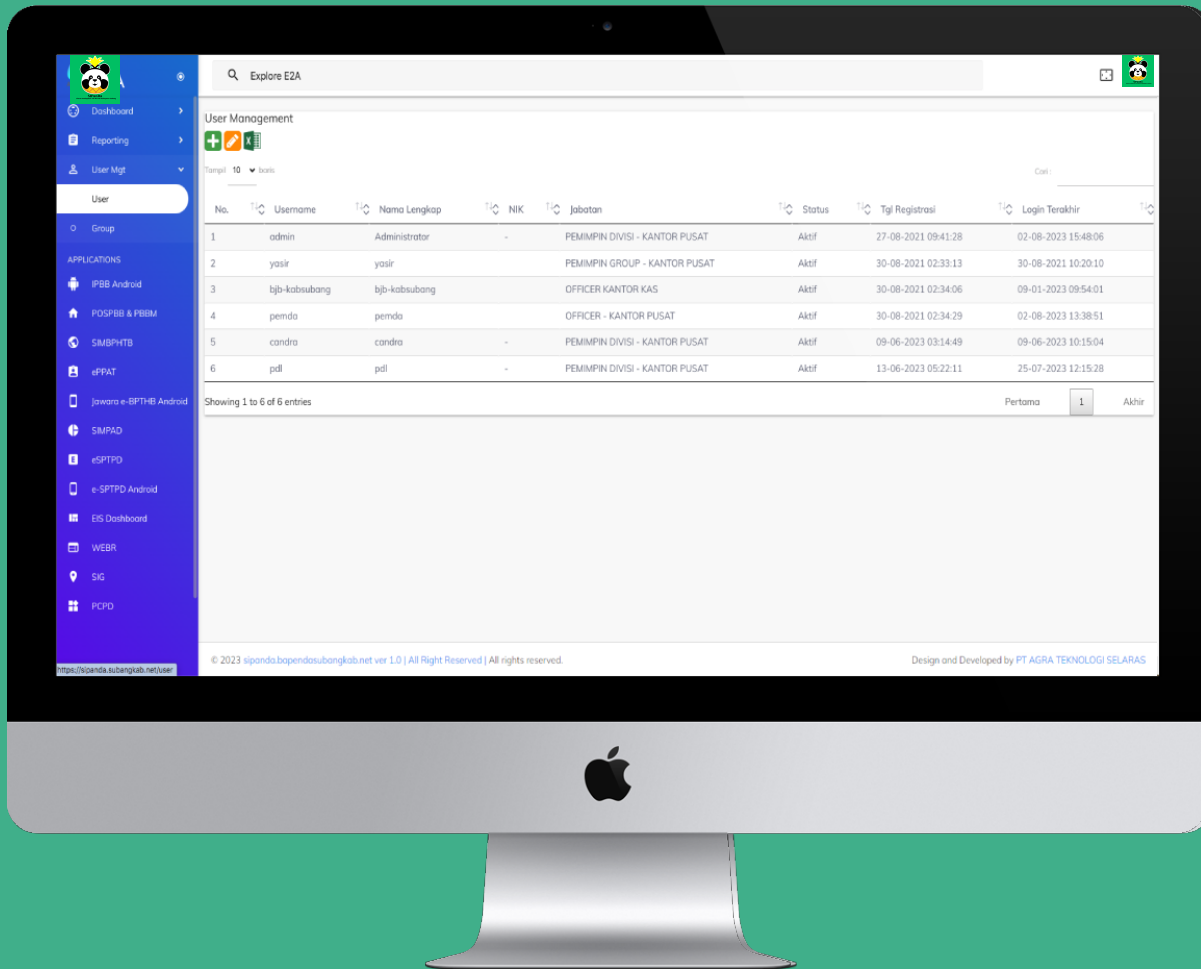 Explore E2A
Dashboard
Reporting
User Mgt
User
Group
APPLICATIONS
IPBB Android
POSPBB & PBBM
SIMBPHTB
ePPAT
Jawara e-BPTHB Android
SIMPAD
eSPTPD
e-SPTPD Android
EIS Dashboard
WEBR
SIG
PCPD
https://sipanda.subangkab.net/user
User Management
Tampil 10 baris
Cari :
No. Username Nama Lengkap NIK Jabatan Status Tgl Registrasi Login Terakhir
1 admin Administrator - PEMIMPIN DIVISI - KANTOR PUSAT Aktif 27-08-2021 09:41:28 02-08-2023 15:48:06
2 yasir yasir PEMIMPIN GROUP - KANTOR PUSAT Aktif 30-08-2021 02:33:13 30-08-2021 10:20:10
3 bjb-kabsubang bjb-kabsubang OFFICER KANTOR KAS Aktif 30-08-2021 02:34:06 09-01-2023 09:54:01
4 pemda pemda OFFICER - KANTOR PUSAT Aktif 30-08-2021 02:34:29 02-08-2023 13:38:51
5 candra candra - PEMIMPIN DIVISI - KANTOR PUSAT Aktif 09-06-2023 03:14:49 09-06-2023 10:15:04
6 pdl pdl - PEMIMPIN DIVISI - KANTOR PUSAT Aktif 13-06-2023 05:22:11 25-07-2023 12:15:28
Showing 1 to 6 of 6 entries
Pertama 1 Akhir
© 2023 sipanda.bapendasubangkab.net ver 1.0 | All Right Reserved | All rights reserved.
Design and Developed by PT AGRA TEKNOLOGI SELARAS